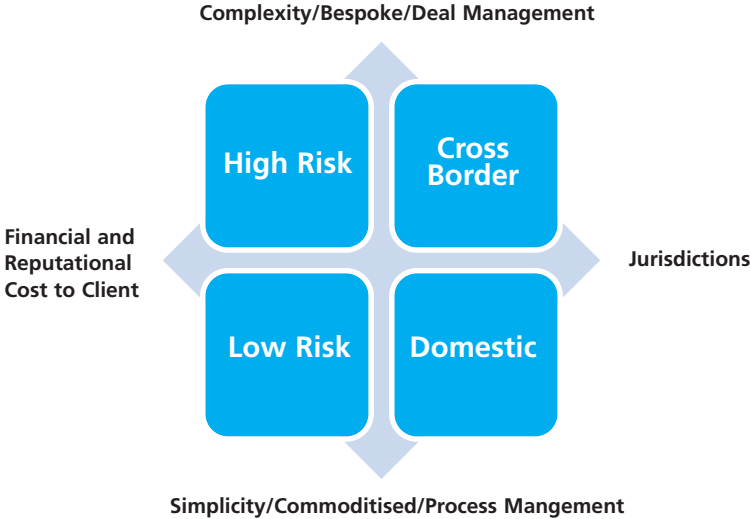 Complexity/Bespoke/Deal Management
High Risk
Cross
Border
Financial and
Reputational
Cost to Client
Jurisdictions
Low Risk
Domestic
Simplicity/Commoditised/Process Mangement